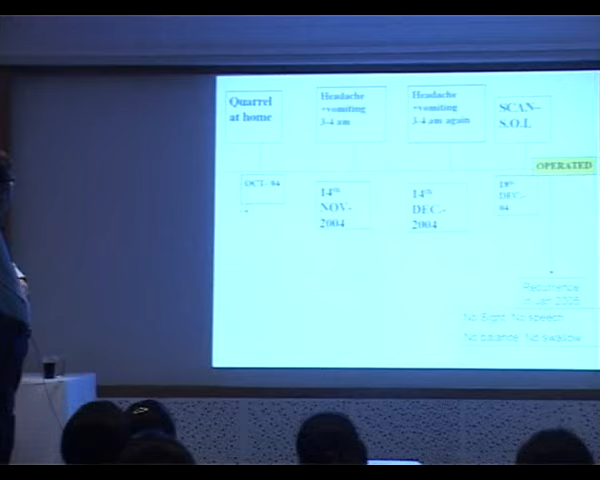 Quarrel
at home
Headache
+vomiting
3-4 am
Headache
+vomiting
3-4 am again
SCAN-
S.O.L
OPERATED
OCT- 04
14th
NOV-
2004
14th
DEC-
2004
18th
DEC-
04
Recurrence
in Jan 2005
No Sight, No speech
No balance, No swallow